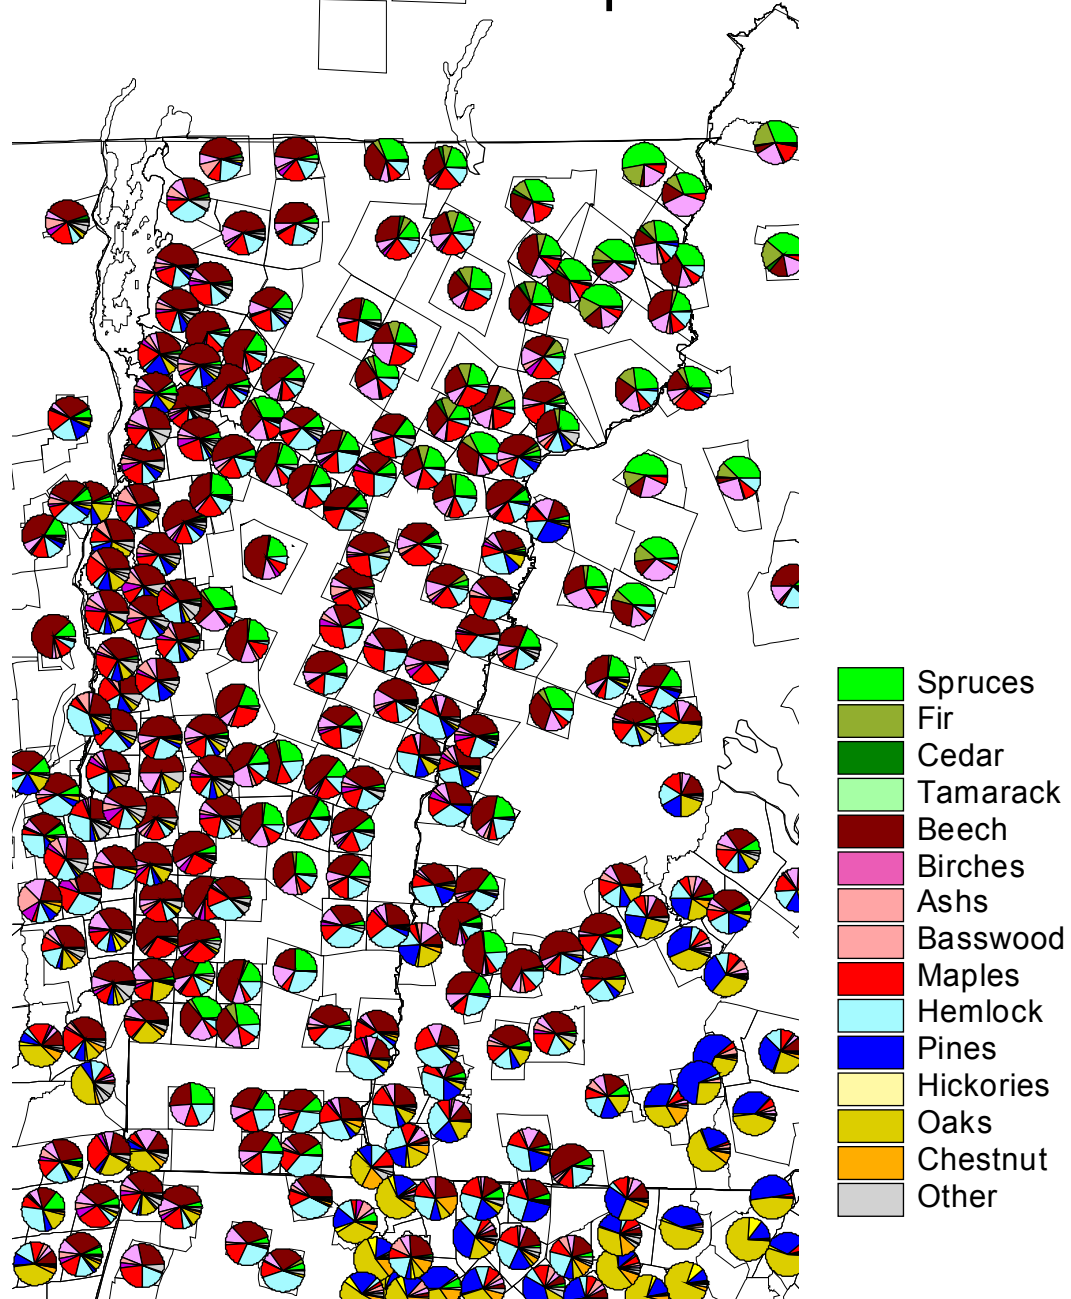 Spruces
Fir
Cedar
Tamarack
Beech
Birches
Ashs
Basswood
Maples
Hemlock
Pines
Hickories
Oaks
Chestnut
Other